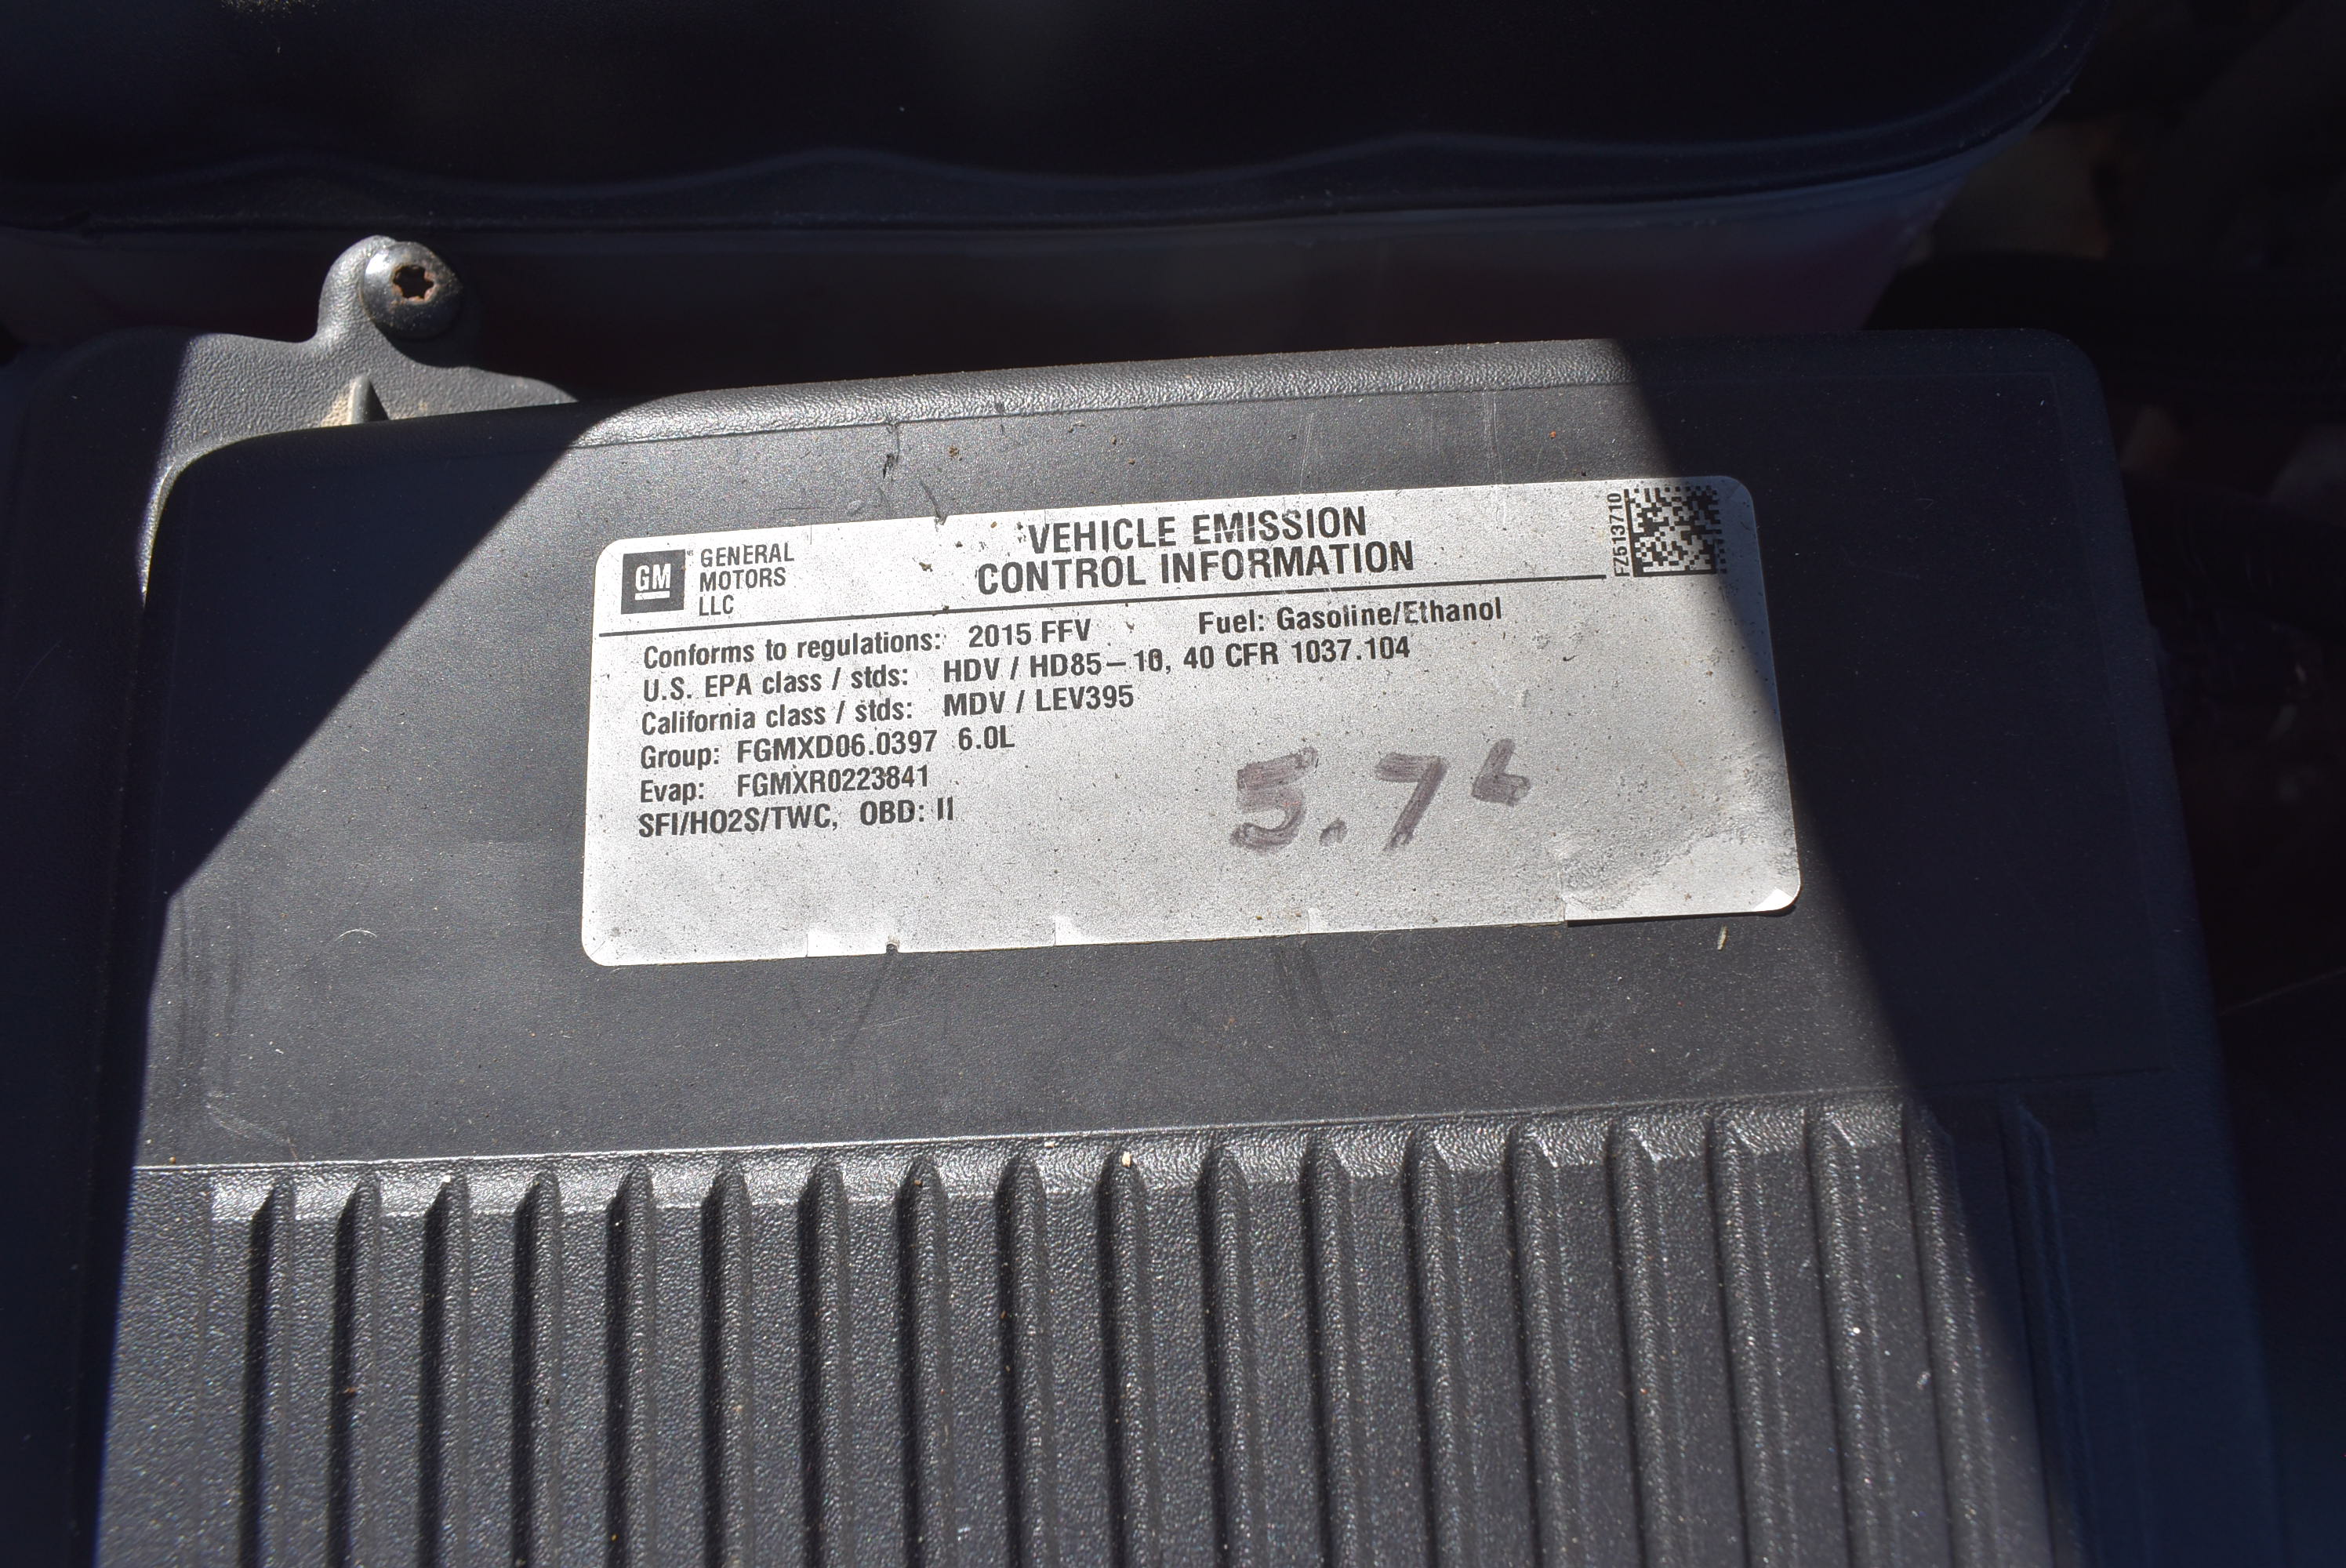 GM
GENERAL
MOTORS
LLC
VEHICLE EMISSION
CONTROL INFORMATION
FZ513710
Conforms to regulations: 2015 FFV Fuel: Gasoline/Ethanol
U.S. EPA class / stds: HDV / HD85-10, 40 CFR 1037.104
California class / stds: MDV / LEV395
Group: FGMXD06.0397 6.0L
Evap: FGMXR0223841
SFI/HO2S/TWC, OBD: II
5.7L